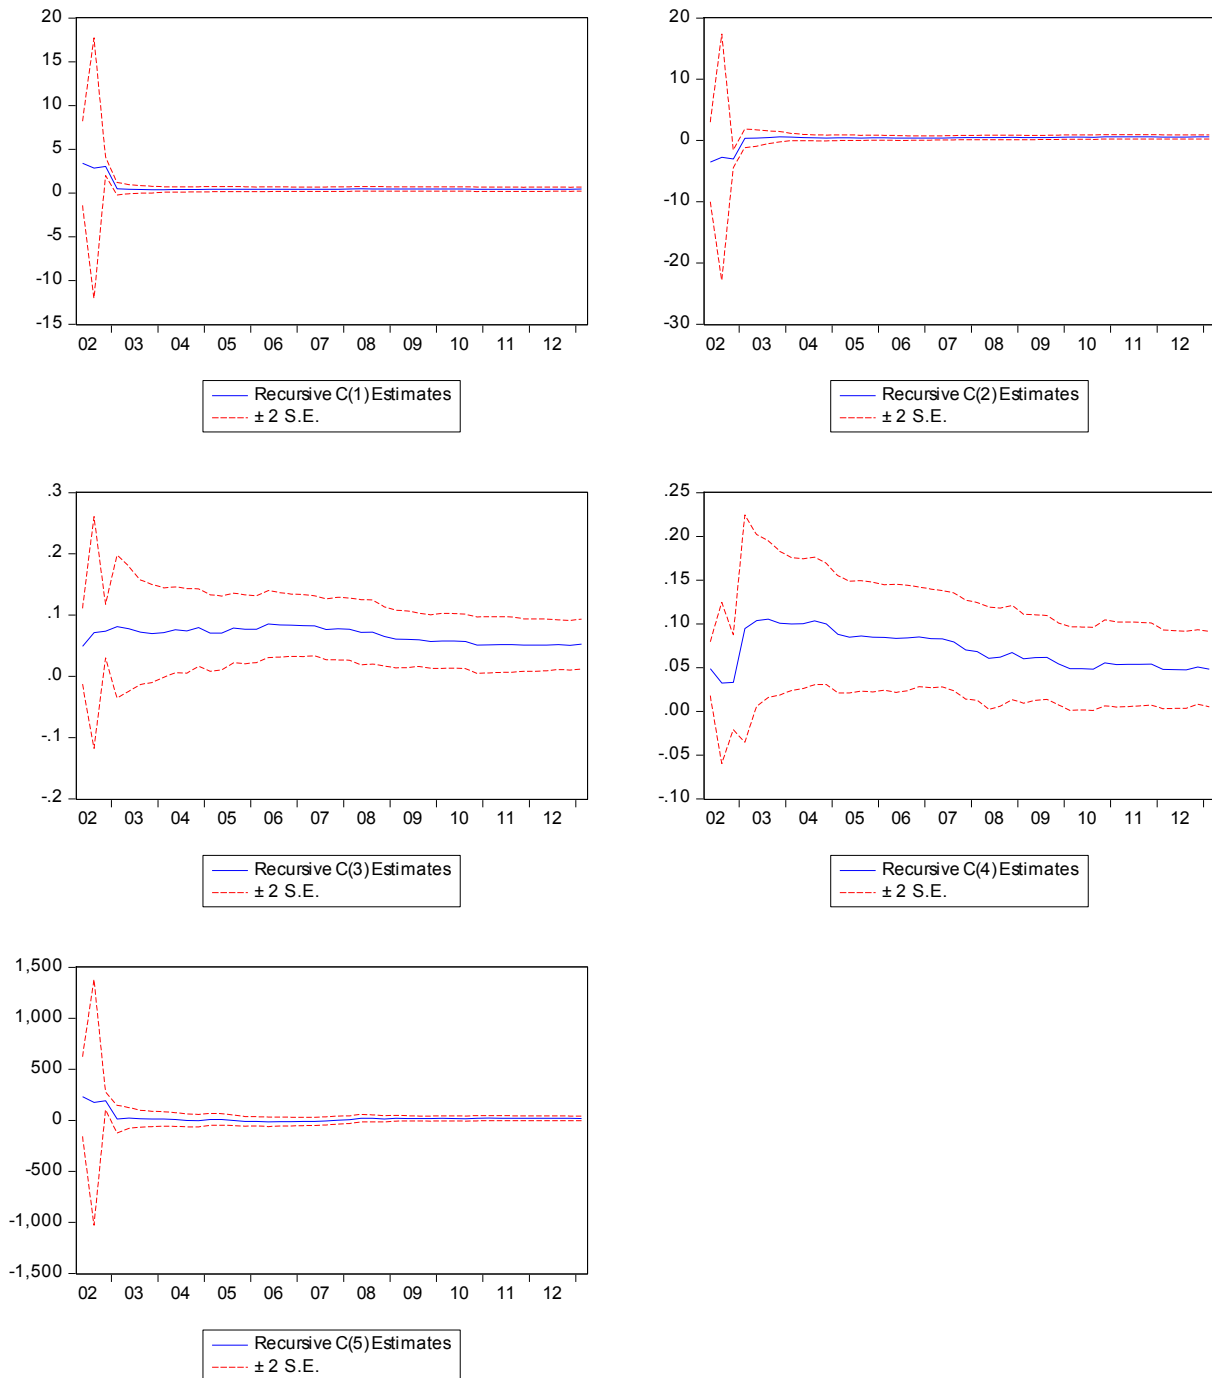 20
15
10
5
0
-5
-10
-15
02 03 04 05 06 07 08 09 10 11 12
Recursive C(1) Estimates
± 2 S.E.
20
10
0
-10
-20
-30
02 03 04 05 06 07 08 09 10 11 12
Recursive C(2) Estimates
± 2 S.E.
.3
.2
.1
.0
-.1
-.2
02 03 04 05 06 07 08 09 10 11 12
Recursive C(3) Estimates
± 2 S.E.
.25
.20
.15
.10
.05
.00
-.05
-.10
02 03 04 05 06 07 08 09 10 11 12
Recursive C(4) Estimates
± 2 S.E.
1,500
1,000
500
0
-500
-1,000
-1,500
02 03 04 05 06 07 08 09 10 11 12
Recursive C(5) Estimates
± 2 S.E.